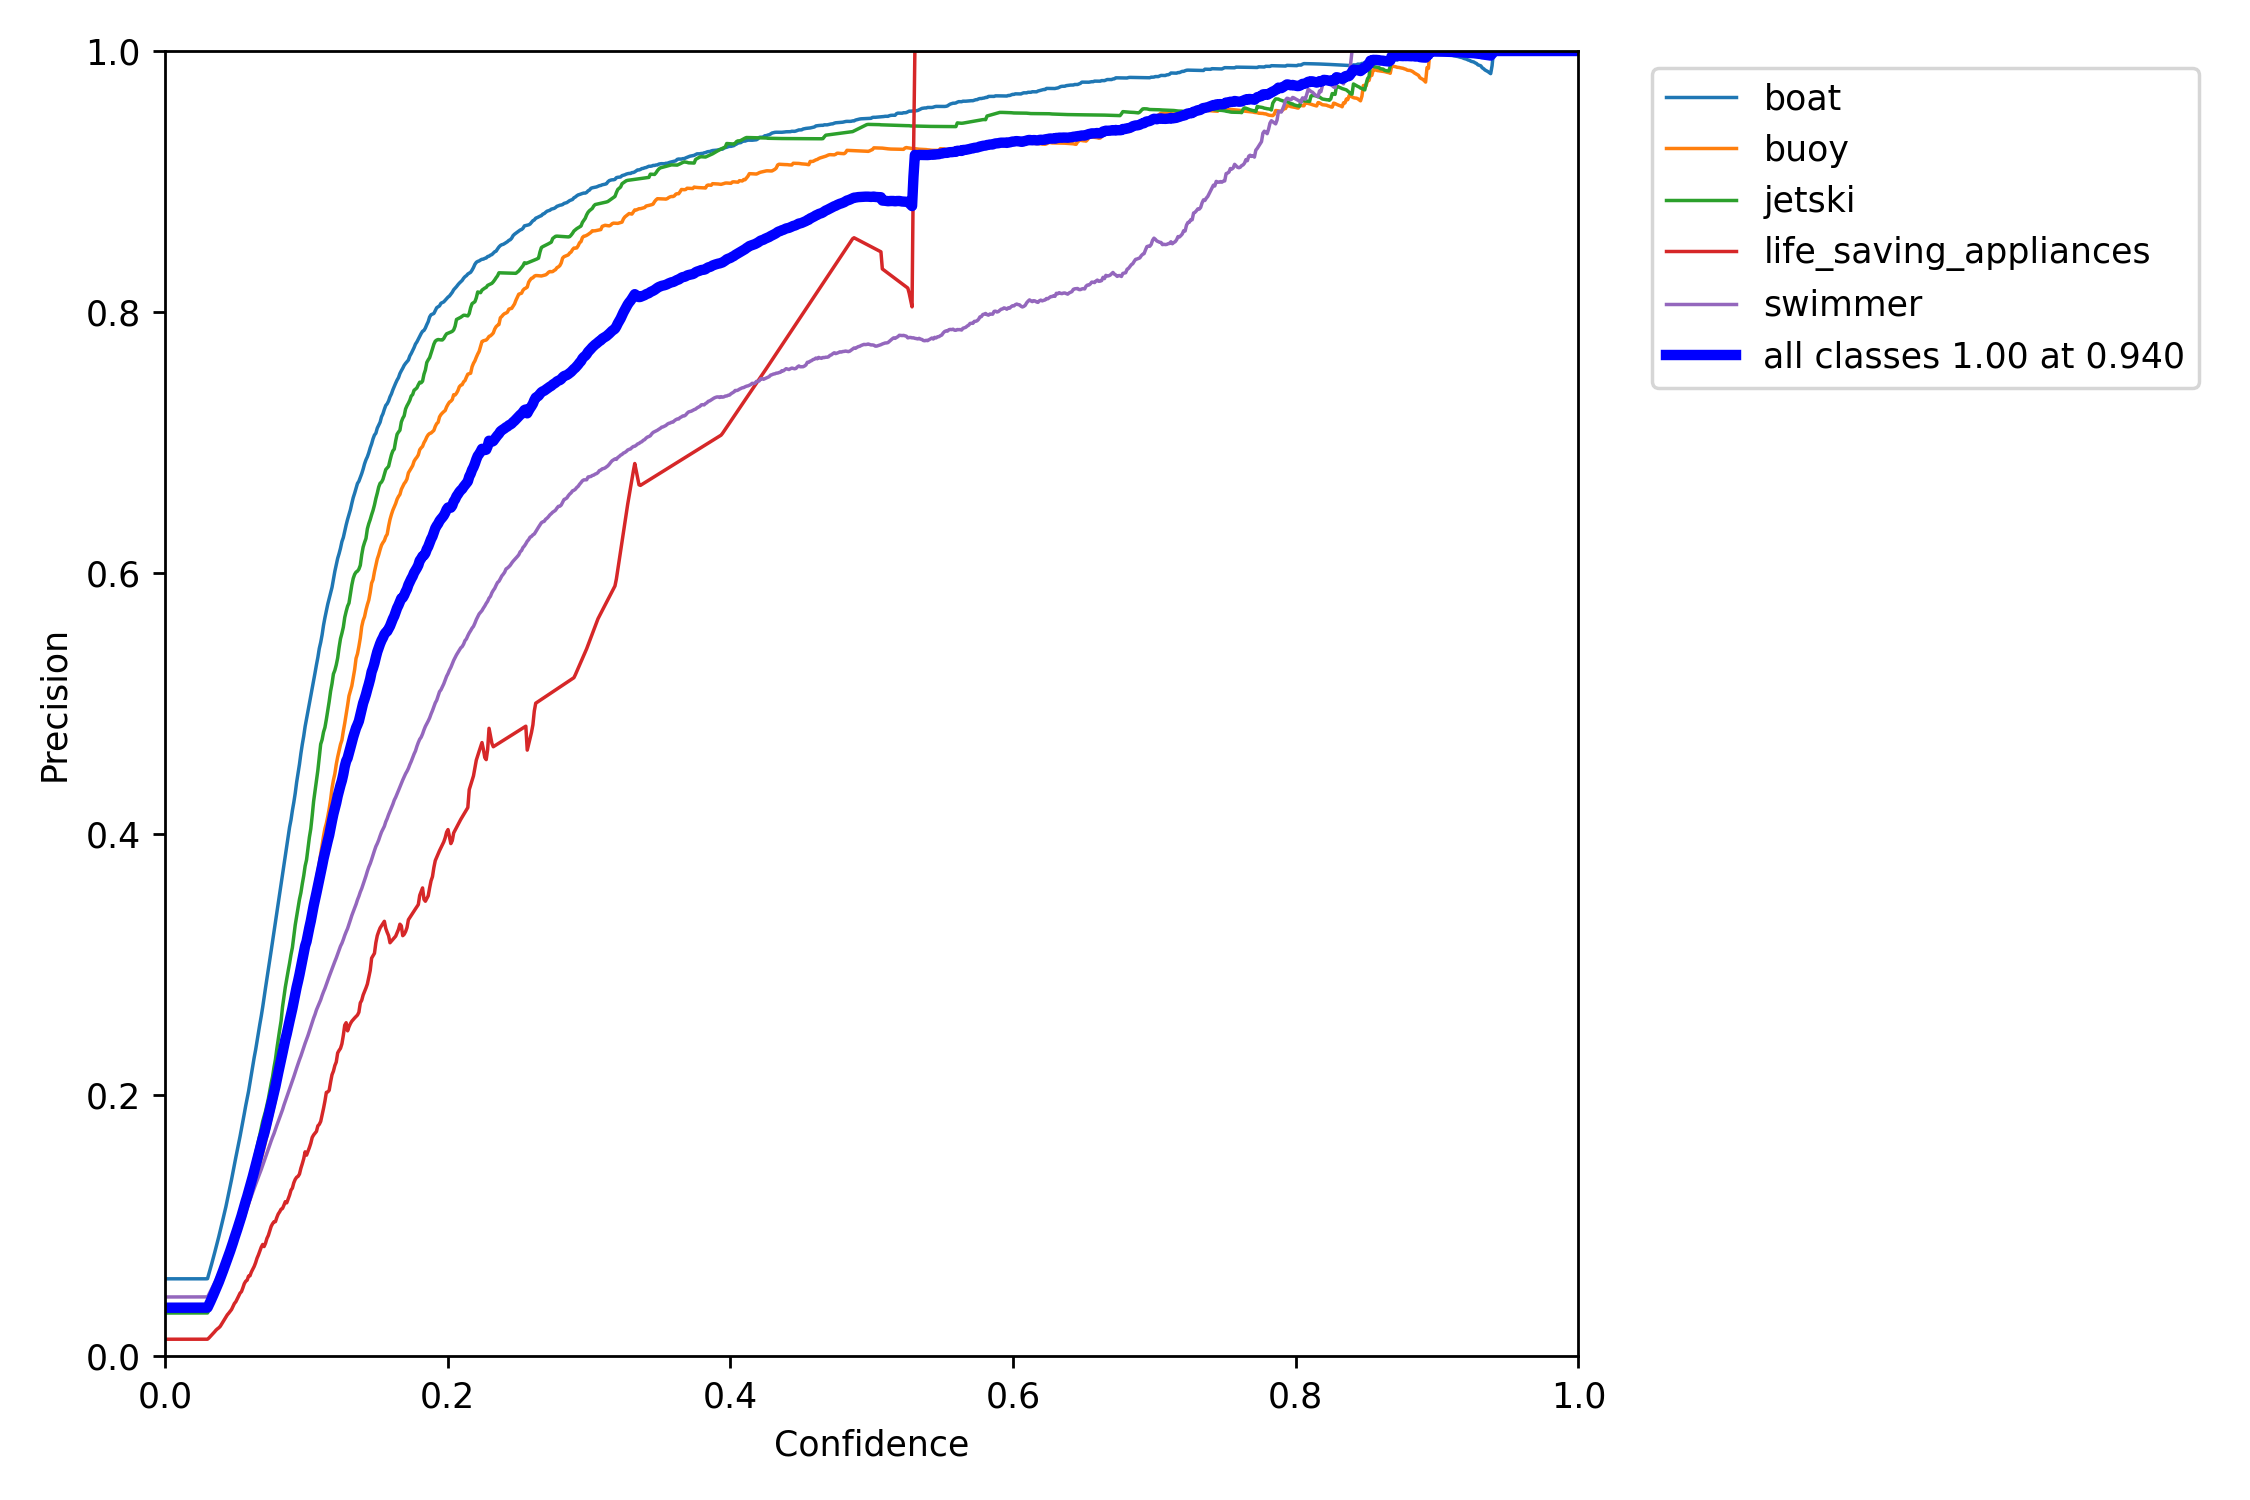 1.0
0.8
0.6
0.4
0.2
0.0
0.0 0.2 0.4 0.6 0.8 1.0
Precision
Confidence
boat
buoy
jetski
life_saving_appliances
swimmer
all classes 1.00 at 0.940